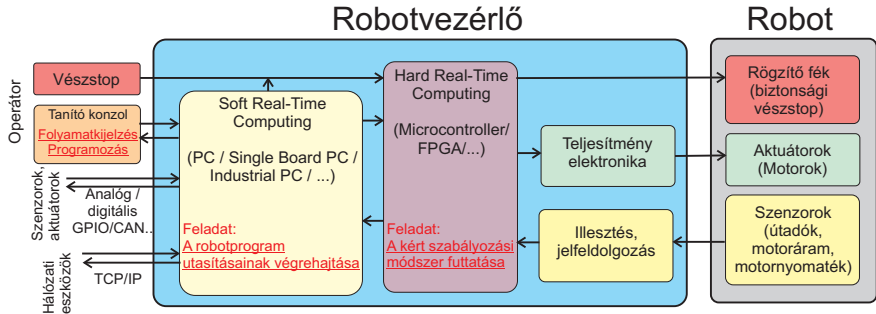 Robotvezérlő
Robot
Operátor
Vészstop
Tanító konzol
Folyamatkijelzés
Programozás
Szenzorok,
aktuátorok
Analóg /
digitális
GPIO/CAN..
Hálózati
eszközök
TCP/IP
Soft Real-Time
Computing
(PC / Single Board PC /
Industrial PC / ...)
Feladat:
A robotprogram
utasításainak végrehajtása
Hard Real-Time
Computing
(Microcontroller/
FPGA/...)
Feladat:
A kért szabályozási
módszer futtatása
Teljesítmény
elektronika
Illesztés,
jelfeldolgozás
Rögzítő fék
(biztonsági
vészstop)
Aktuátorok
(Motorok)
Szenzorok
(útadók,
motoráram,
motornyomaték)